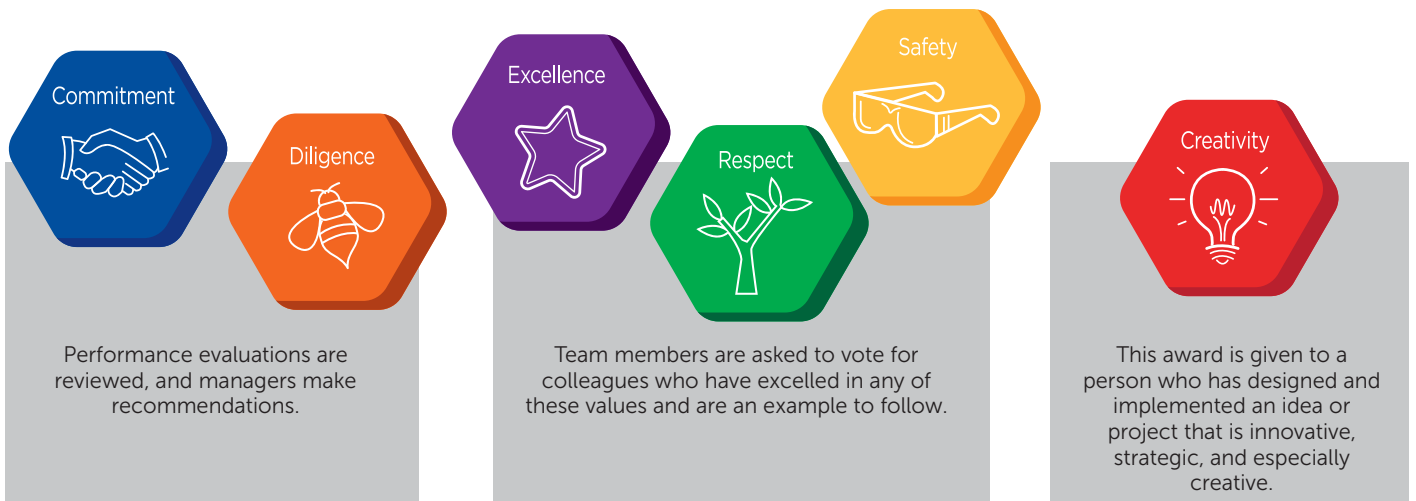 Commitment
Diligence
Performance evaluations are
reviewed, and managers make
recommendations.
Excellence
Respect
Safety
Team members are asked to vote for
colleagues who have excelled in any of
these values and are an example to follow.
Creativity
This award is given to a
person who has designed and
implemented an idea or
project that is innovative,
strategic, and especially
creative.